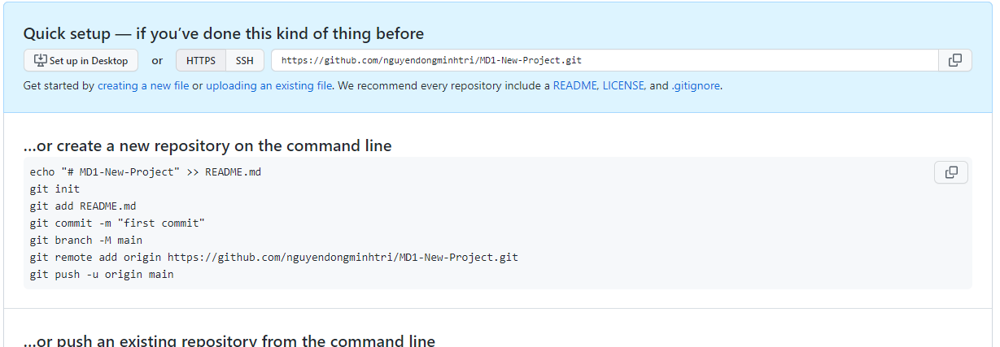 Quick setup — if you’ve done this kind of thing before
Set up in Desktop or HTTPS SSH https://github.com/nguyendongminhtri/MD1-New-Project.git
Get started by creating a new file or uploading an existing file. We recommend every repository include a README, LICENSE, and .gitignore.
…or create a new repository on the command line
echo "# MD1-New-Project" >> README.md
git init
git add README.md
git commit -m "first commit"
git branch -M main
git remote add origin https://github.com/nguyendongminhtri/MD1-New-Project.git
git push -u origin main
…or push an existing repository from the command line